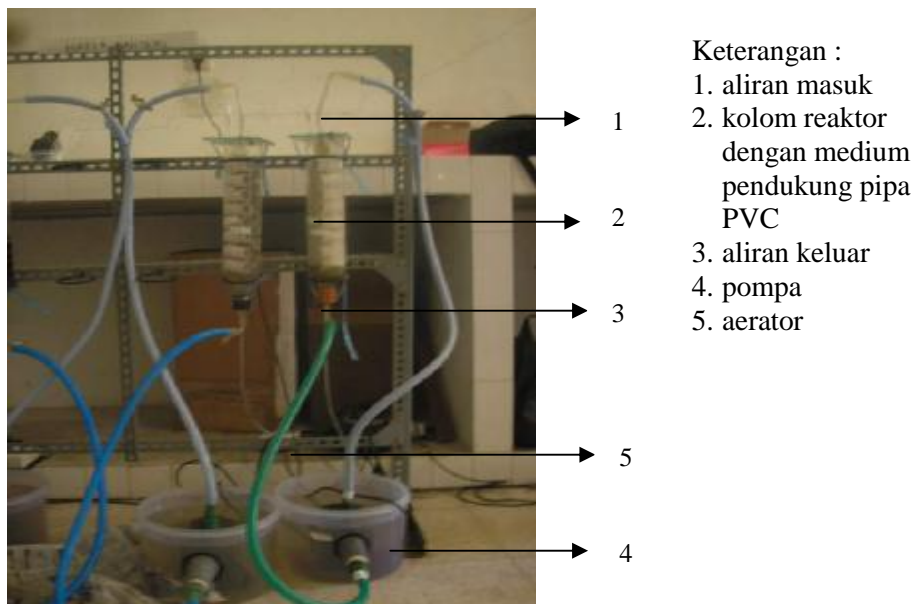 Keterangan :
1. aliran masuk
2. kolom reaktor
dengan medium
pendukung pipa
PVC
3. aliran keluar
4. pompa
5. aerator
1
2
3
5
4